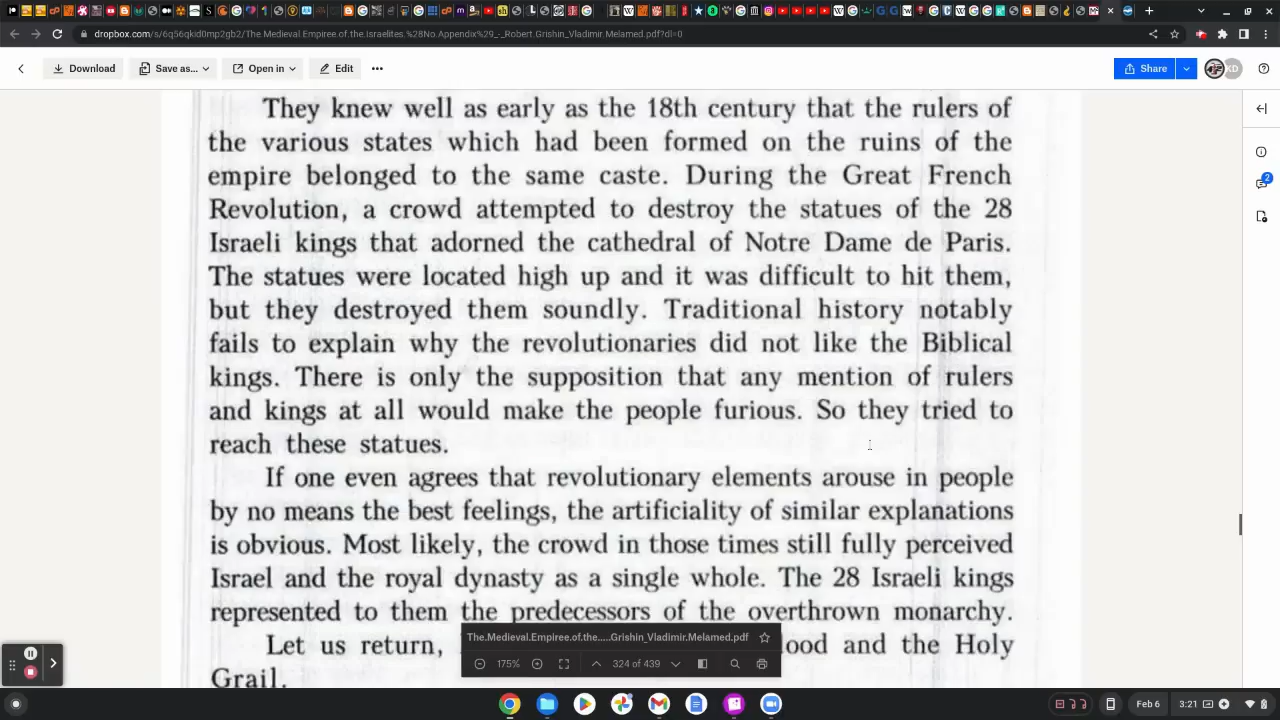 dropbox.com/s/6q56qkid0mp2gb2/The.Medieval.Empiree.of.the.Israelites.%28No.Appendix%29_-_Robert.Grishin_Vladimir.Melamed.pdf?dl=0
Download Save as... Open in Edit Share KD
2
They knew well as early as the 18th century that the rulers of
the various states which had been formed on the ruins of the
empire belonged to the same caste. During the Great French
Revolution, a crowd attempted to destroy the statues of the 28
Israeli kings that adorned the cathedral of Notre Dame de Paris.
The statues were located high up and it was difficult to hit them,
but they destroyed them soundly. Traditional history notably
fails to explain why the revolutionaries did not like the Biblical
kings. There is only the supposition that any mention of rulers
and kings at all would make the people furious. So they tried to
reach these statues.
If one even agrees that revolutionary elements arouse in people
by no means the best feelings, the artificiality of similar explanations
is obvious. Most likely, the crowd in those times still fully perceived
Israel and the royal dynasty as a single whole. The 28 Israeli kings
represented to them the predecessors of the overthrown monarchy.
Let us return, lood and the Holy
Grail.
The.Medieval.Empiree.of.the.....Grishin_Vladimir.Melamed.pdf
175% 324 of 439
Feb 6 3:21